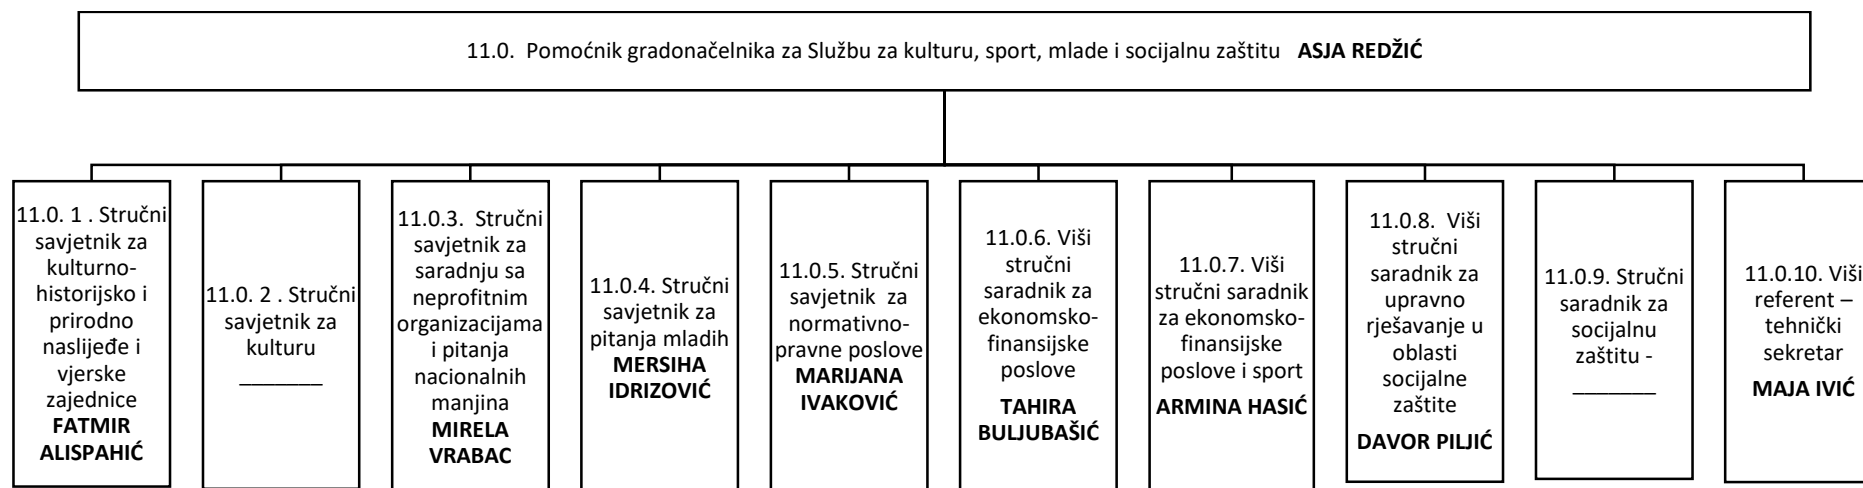 11.0.  Pomoćnik gradonačelnika za Službu za kulturu, sport, mlade i socijalnu zaštitu   ASJA REDŽIĆ
11.0. 1 . Stručni
savjetnik za
kulturno-
historijsko i
prirodno
naslijeđe i
vjerske
zajednice
FATMIR
ALISPAHIĆ
11.0. 2 . Stručni
savjetnik za
kulturu
________
11.0.3.  Stručni
savjetnik za
saradnju sa
neprofitnim
organizacijama
i pitanja
nacionalnih
manjina
MIRELA
VRABAC
11.0.4. Stručni
savjetnik za
pitanja mladih
MERSIHA
IDRIZOVIĆ
11.0.5. Stručni
savjetnik  za
normativno-
pravne poslove
MARIJANA
IVAKOVIĆ
11.0.6. Viši
stručni
saradnik za
ekonomsko-
finansijske
poslove
TAHIRA
BULJUBAŠIĆ
11.0.7. Viši
stručni saradnik
za ekonomsko-
finansijske
poslove i sport
ARMINA HASIĆ
11.0.8.  Viši
stručni
saradnik za
upravno
rješavanje u
oblasti
socijalne
zaštite
DAVOR PILJIĆ
11.0.9. Stručni
saradnik za
socijalnu
zaštitu -
________
11.0.10. Viši
referent –
tehnički
sekretar
MAJA IVIĆ